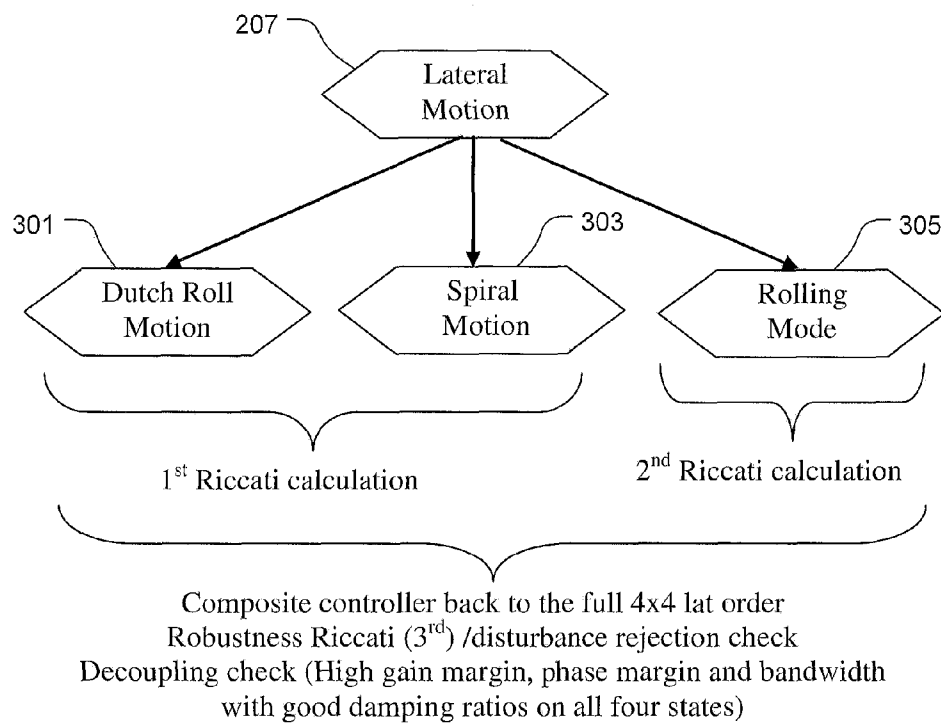 207
Lateral
Motion
301
303
305
Dutch Roll
Motion
Spiral
Motion
Rolling
Mode
1st Riccati calculation
2nd Riccati calculation
Composite controller back to the full 4x4 lat order
Robustness Riccati (3rd) /disturbance rejection check
Decoupling check (High gain margin, phase margin and bandwidth
with good damping ratios on all four states)